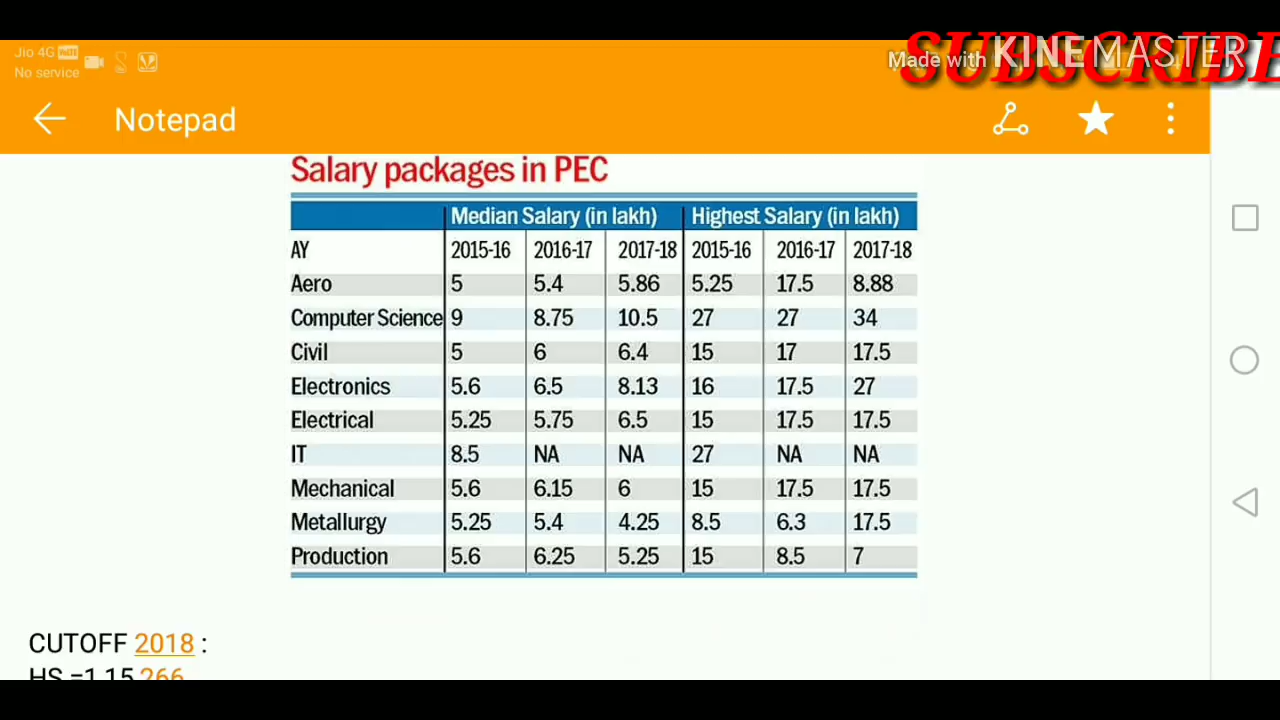 Jio 4G VoLTE
No service
SUBSCRIBE
Made with KINEMASTER
Notepad
Salary packages in PEC
Median Salary (in lakh) Highest Salary (in lakh)
AY 2015-16 2016-17 2017-18 2015-16 2016-17 2017-18
Aero 5 5.4 5.86 5.25 17.5 8.88
Computer Science 9 8.75 10.5 27 27 34
Civil 5 6 6.4 15 17 17.5
Electronics 5.6 6.5 8.13 16 17.5 27
Electrical 5.25 5.75 6.5 15 17.5 17.5
IT 8.5 NA NA 27 NA NA
Mechanical 5.6 6.15 6 15 17.5 17.5
Metallurgy 5.25 5.4 4.25 8.5 6.3 17.5
Production 5.6 6.25 5.25 15 8.5 7
CUTOFF 2018 :
HS =1,15,266